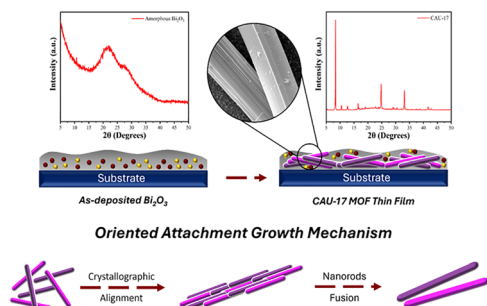 Amorphous Bi₂O₃
Intensity (a.u.)
5 10 15 20 25 30 35 40 45 50
2θ (Degrees)
CAU-17
Intensity (a.u.)
5 10 15 20 25 30 35 40 45 50
2θ (Degrees)
Substrate
Substrate
As-deposited Bi₂O₃
CAU-17 MOF Thin Film
Oriented Attachment Growth Mechanism
Crystallographic
Alignment
Nanorods
Fusion